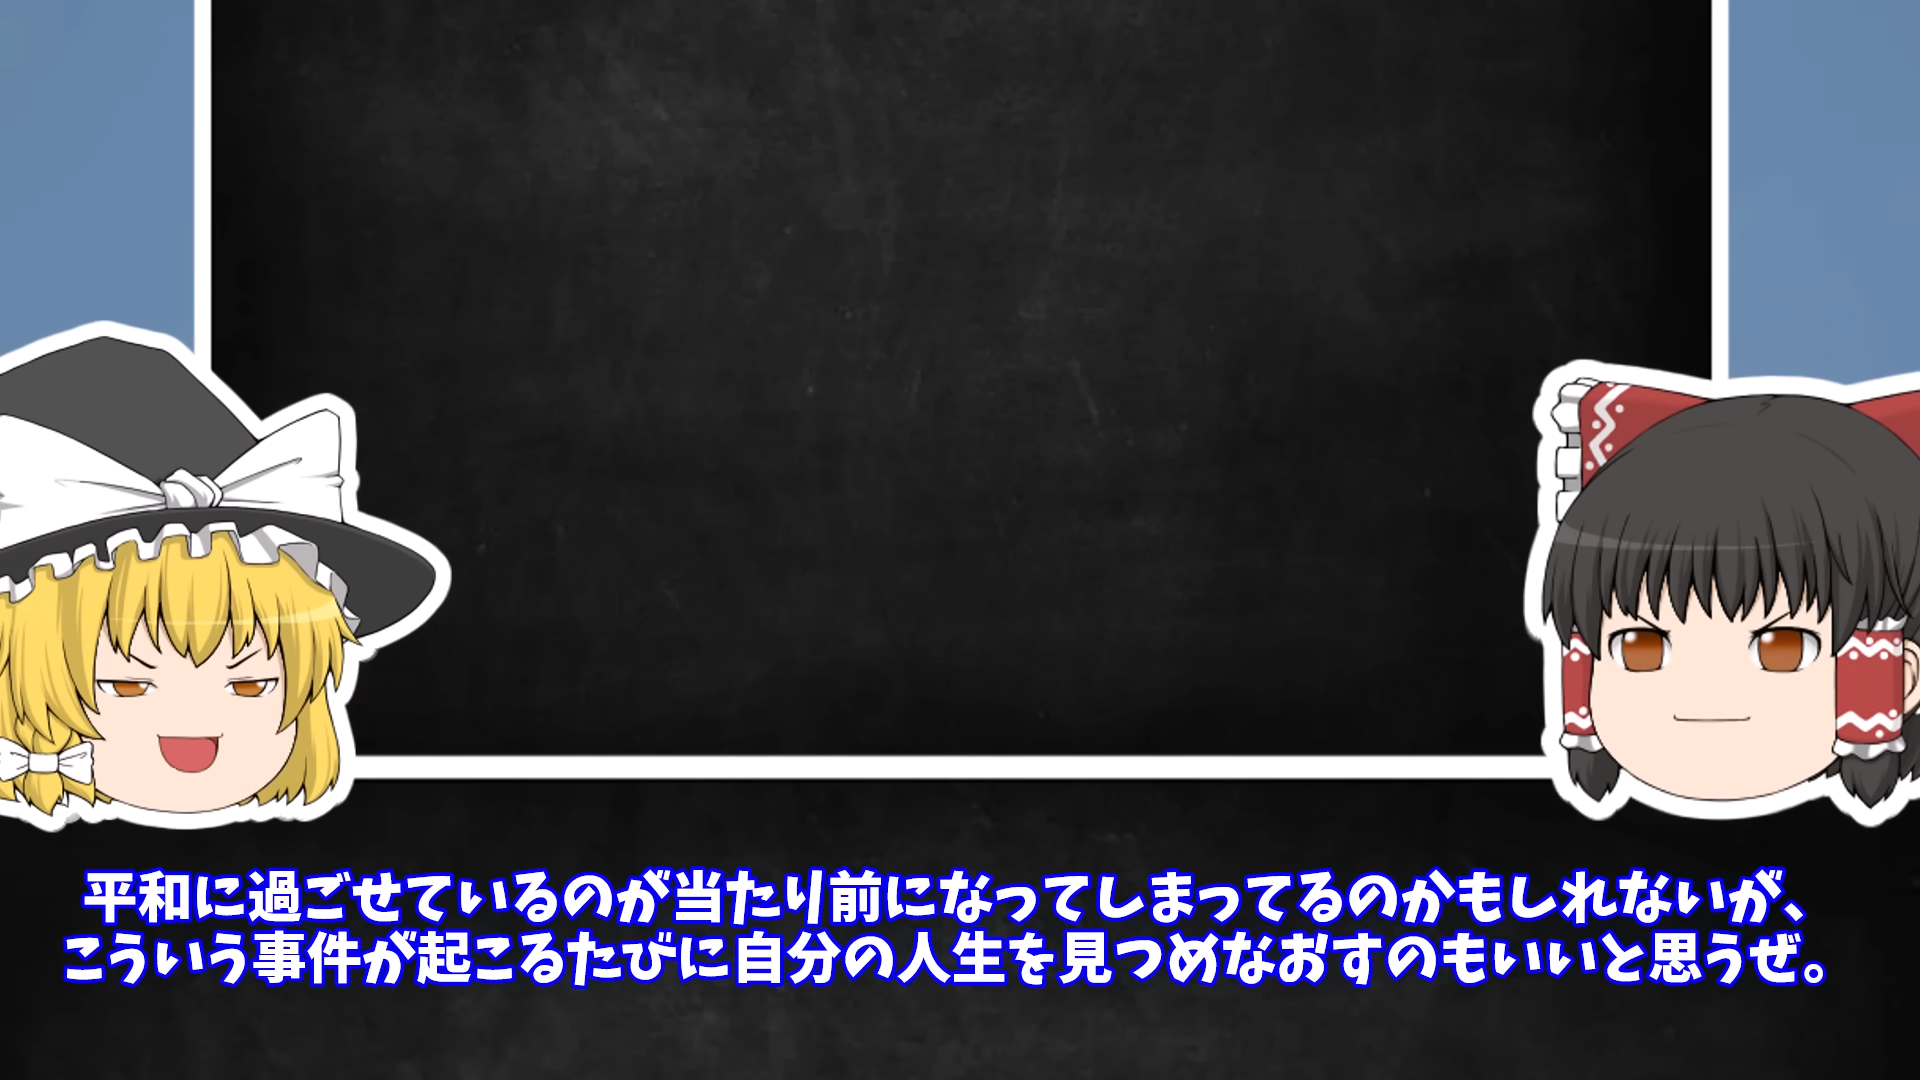 平和に過ごせているのが当たり前になってしまってるのかもしれないが、
こういう事件が起こるたびに自分の人生を見つめなおすのもいいと思うぜ。